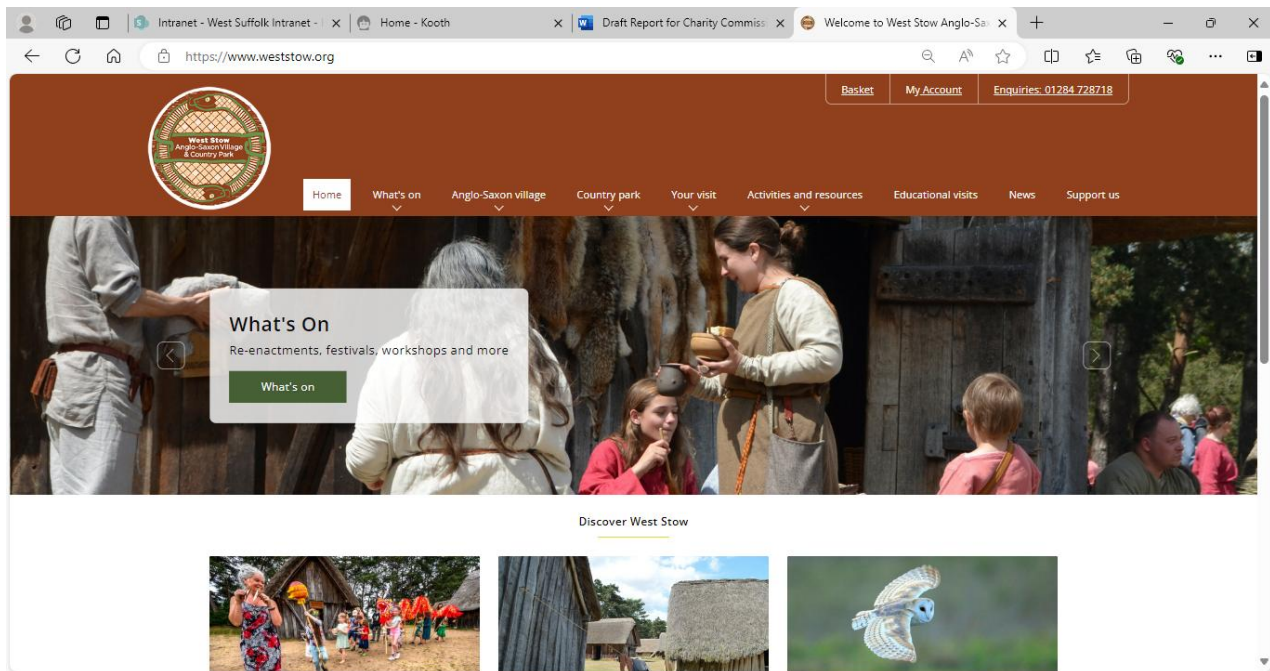 Intranet - West Suffolk Intranet -
Home - Kooth
Draft Report for Charity Commiss
Welcome to West Stow Anglo-Sa
https://www.weststow.org
Basket
My Account
Enquiries: 01284 728718
West Stow
Anglo-Saxon Village
& Country Park
Home
What's on
Anglo-Saxon village
Country park
Your visit
Activities and resources
Educational visits
News
Support us
What's On
Re-enactments, festivals, workshops and more
What's on
Discover West Stow